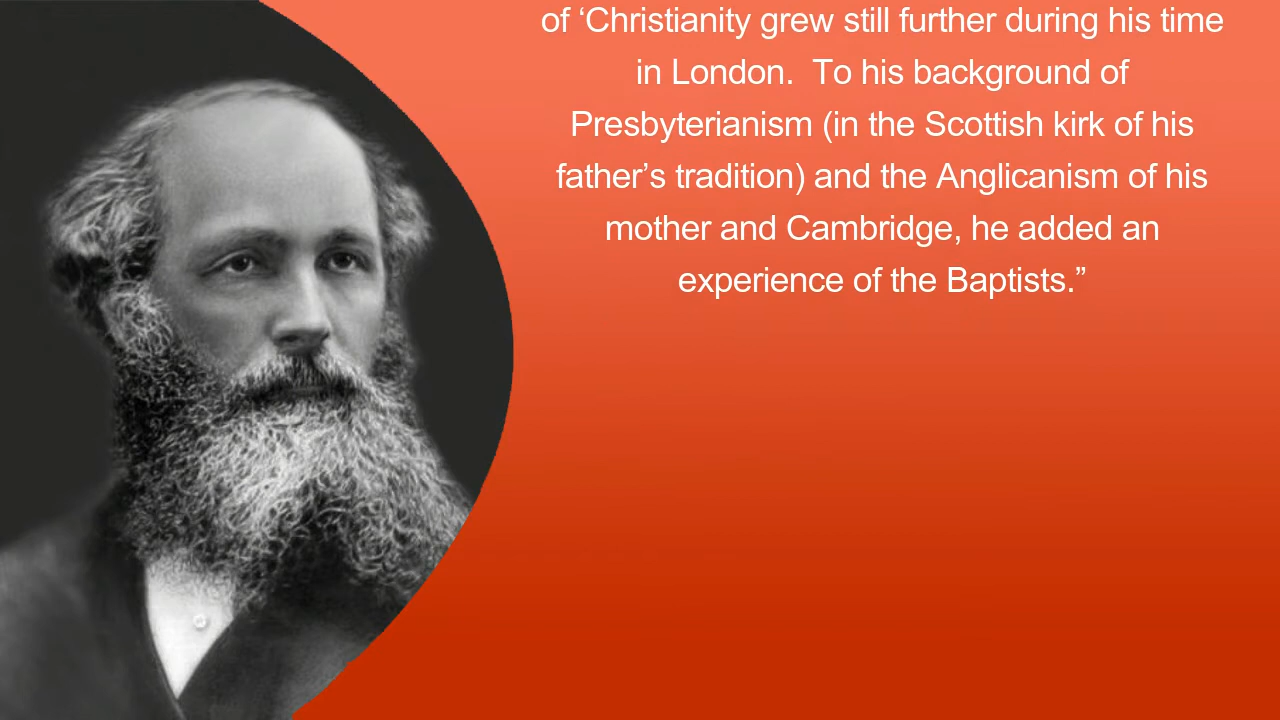 of ‘Christianity grew still further during his time
in London.  To his background of
Presbyterianism (in the Scottish kirk of his
father’s tradition) and the Anglicanism of his
mother and Cambridge, he added an
experience of the Baptists.”